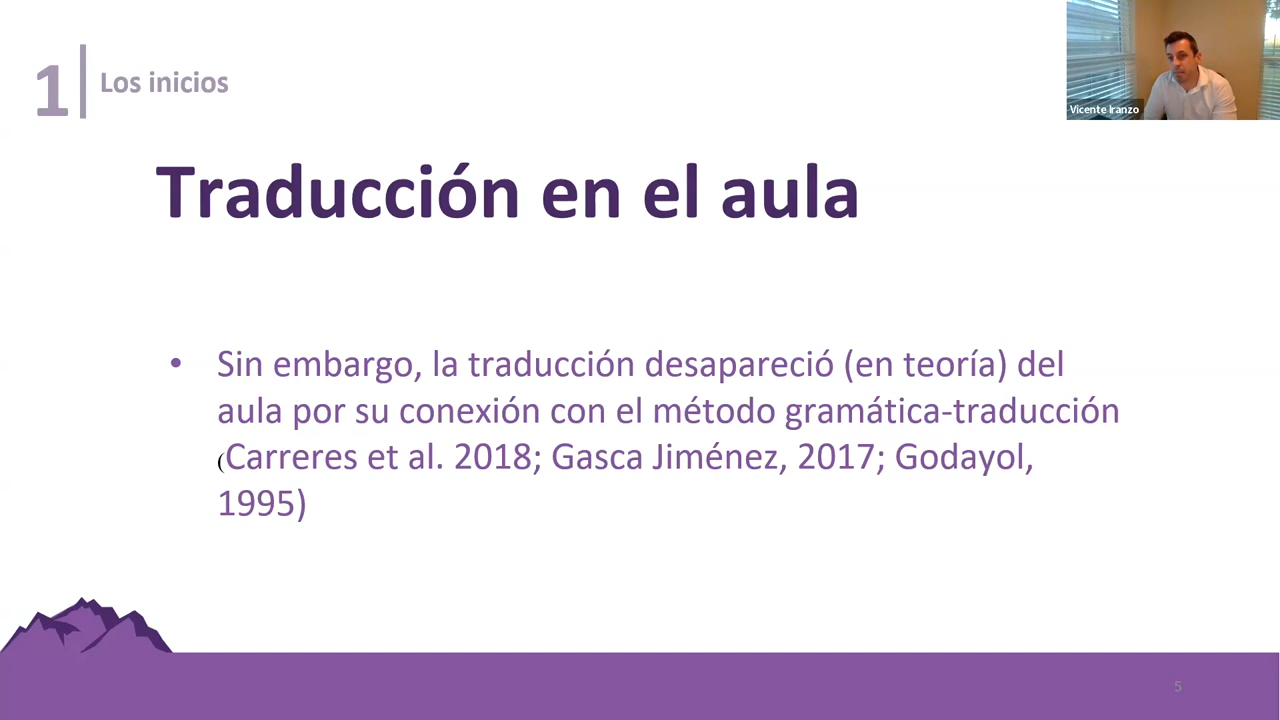 1
Los inicios
Vicente Iranzo
Traducción en el aula
• Sin embargo, la traducción desapareció (en teoría) del
aula por su conexión con el método gramática-traducción
(Carreres et al. 2018; Gasca Jiménez, 2017; Godayol,
1995)
5